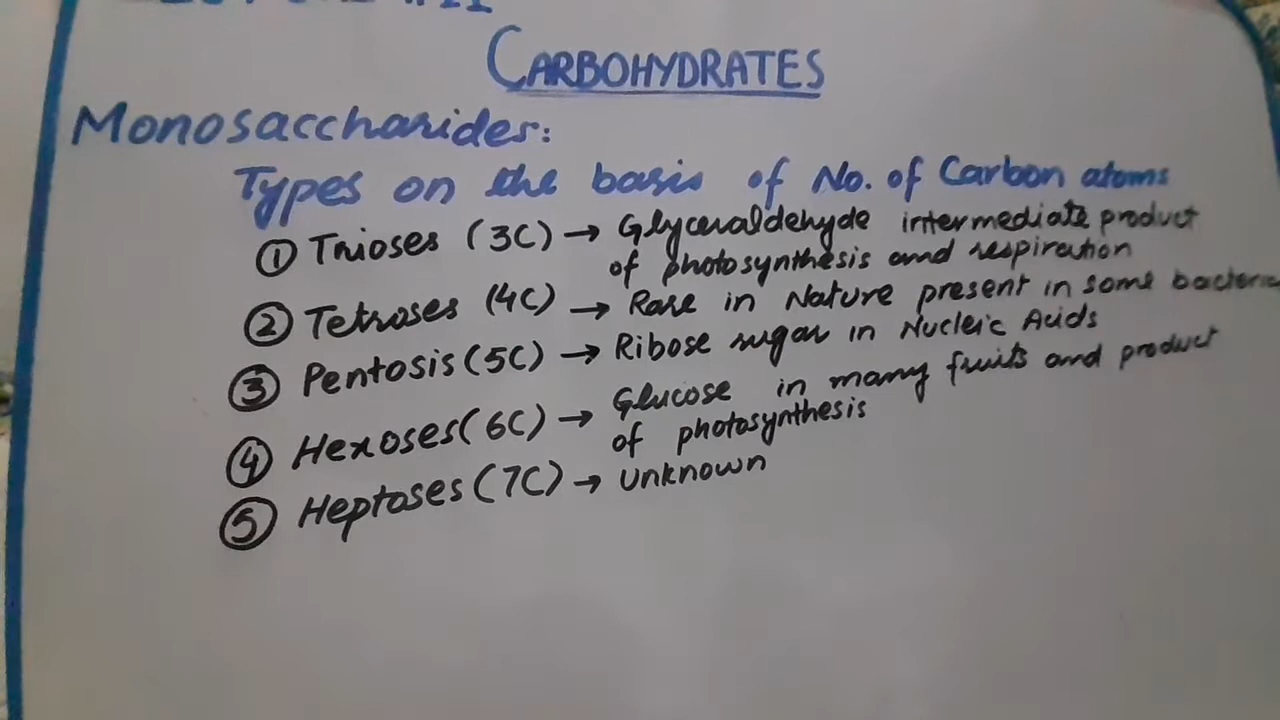 CARBOHYDRATES
Monosaccharides:
Types on the basis of No. of Carbon atoms
① Trioses (3C) → Glyceraldehyde intermediate product
of photosynthesis and respiration
② Tetroses (4C) → Rare in Nature present in some bacteria
③ Pentosis (5C) → Ribose sugar in Nucleic Acids
④ Hexoses (6C) → Glucose in many fruits and product
of photosynthesis
⑤ Heptoses (7C) → Unknown